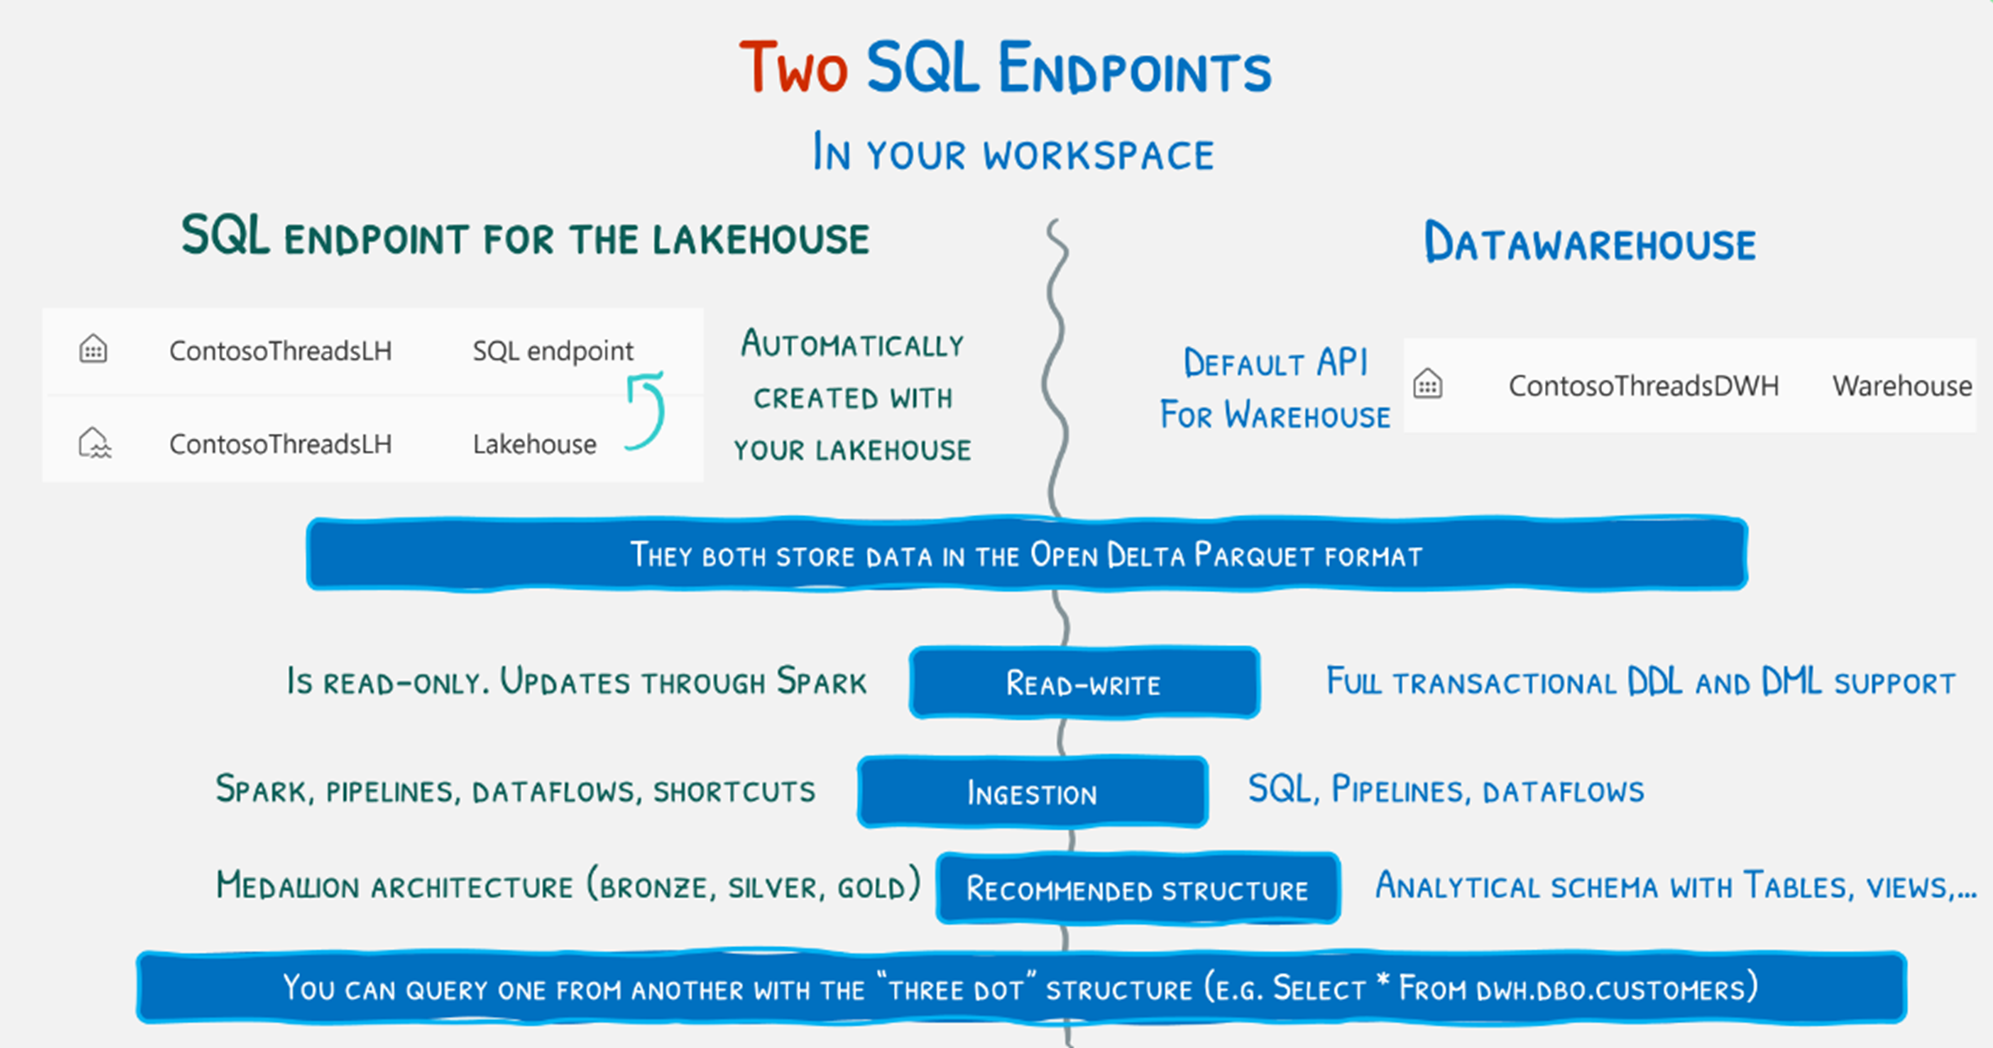 Two SQL Endpoints
In your workspace
SQL endpoint for the lakehouse
ContosoThreadsLH SQL endpoint
ContosoThreadsLH Lakehouse
Automatically
created with
your lakehouse
Datawarehouse
Default API
For Warehouse
ContosoThreadsDWH Warehouse
They both store data in the Open Delta Parquet format
Is read-only. Updates through Spark
Read-write
Full transactional DDL and DML support
Spark, pipelines, dataflows, shortcuts
Ingestion
SQL, Pipelines, dataflows
Medallion architecture (bronze, silver, gold)
Recommended structure
Analytical schema with Tables, views,...
You can query one from another with the "three dot" structure (e.g. Select * From dwh.dbo.customers)